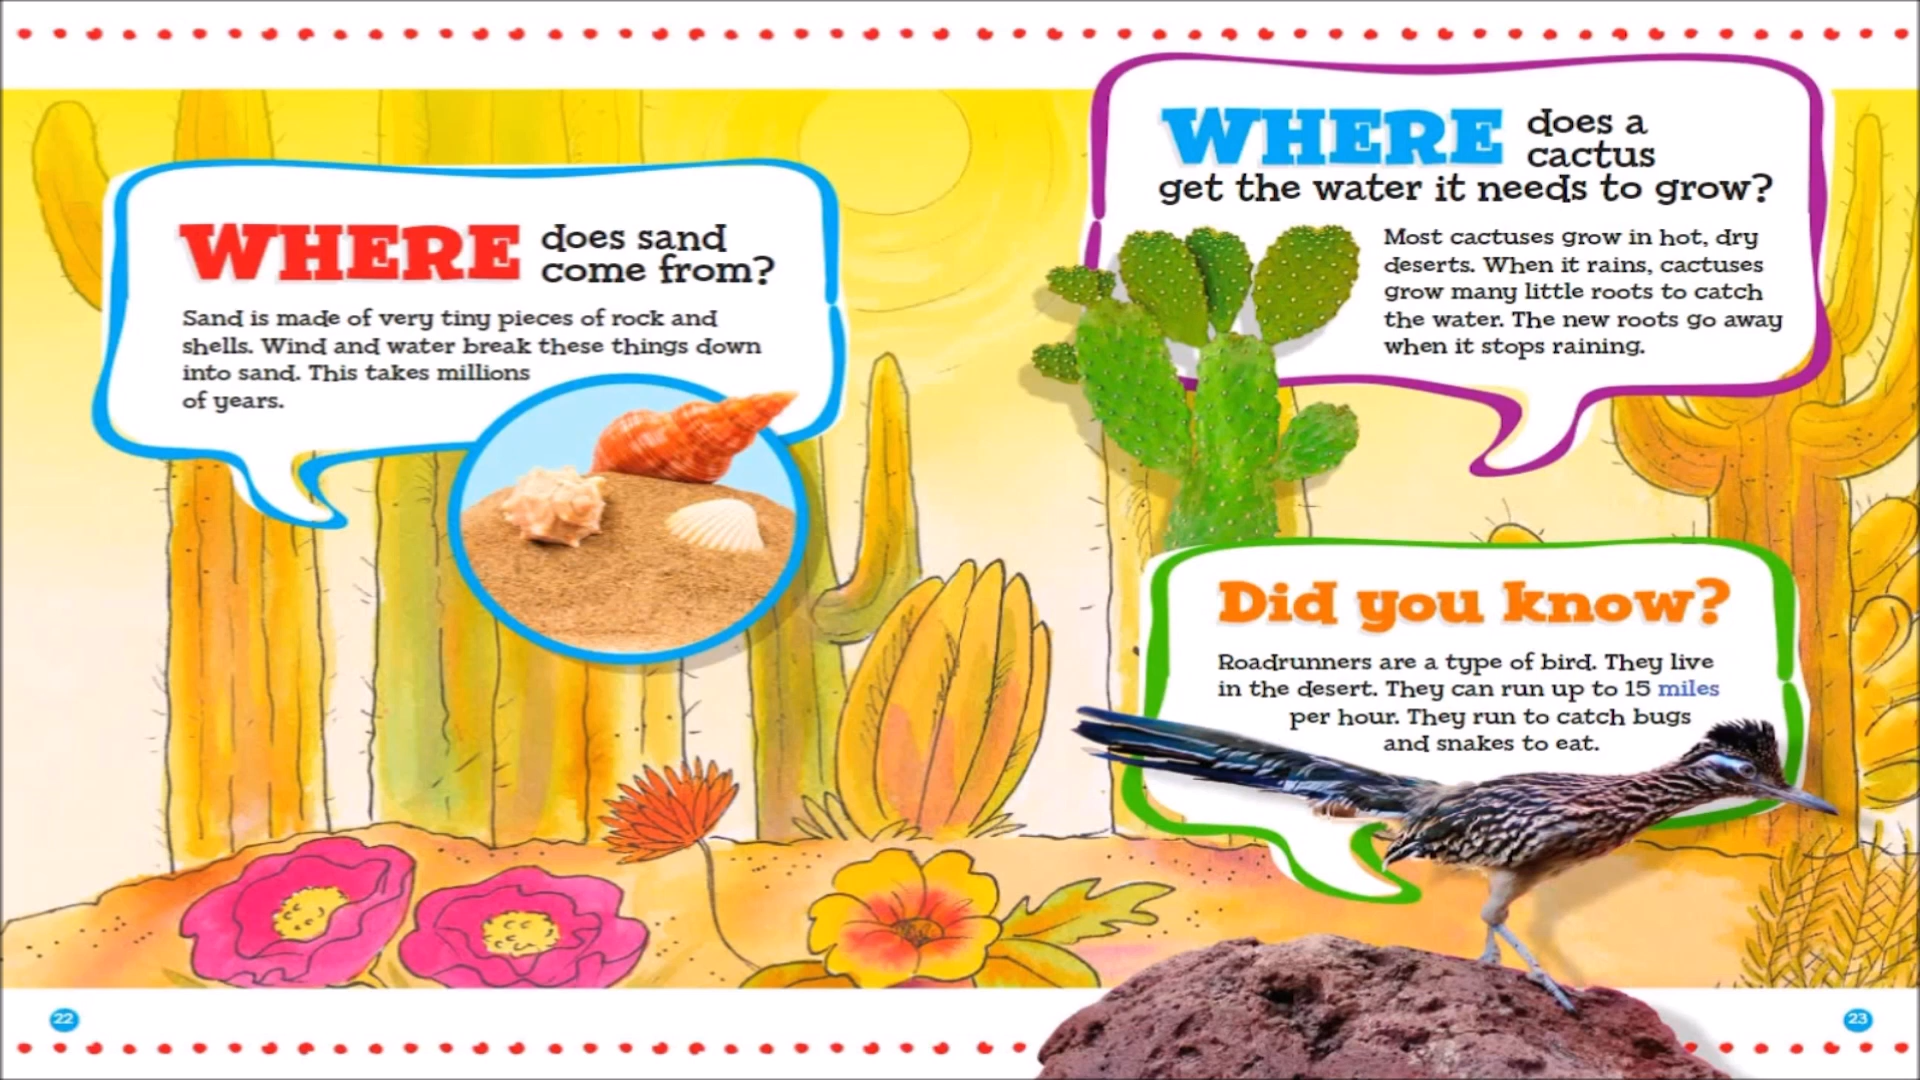 WHERE does sand
come from?
Sand is made of very tiny pieces of rock and
shells. Wind and water break these things down
into sand. This takes millions
of years.
22
WHERE does a
cactus
get the water it needs to grow?
Most cactuses grow in hot, dry
deserts. When it rains, cactuses
grow many little roots to catch
the water. The new roots go away
when it stops raining.
Did you know?
Roadrunners are a type of bird. They live
in the desert. They can run up to 15 miles
per hour. They run to catch bugs
and snakes to eat.
23